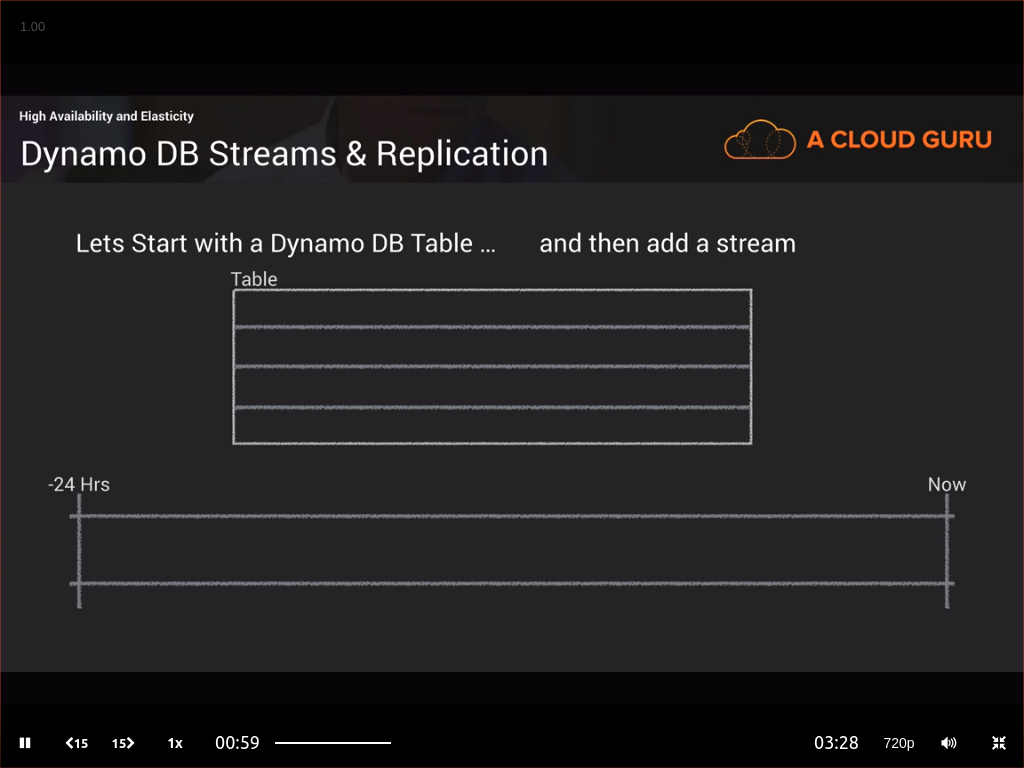 1.00
High Availability and Elasticity
Dynamo DB Streams & Replication
A CLOUD GURU
Lets Start with a Dynamo DB Table ... and then add a stream
Table
-24 Hrs Now
15 15 1x 00:59 03:28 720p